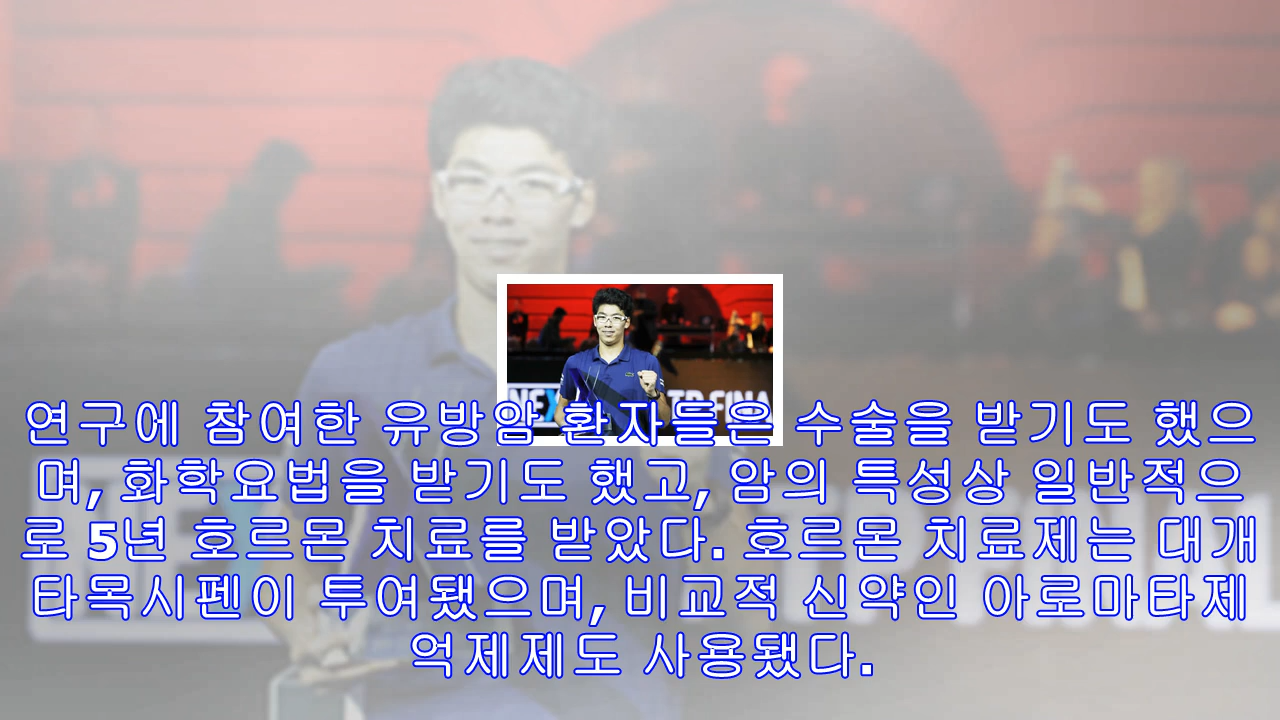 NEX
TP FINA
연구에 참여한 유방암 환자들은 수술을 받기도 했으
며, 화학요법을 받기도 했고, 암의 특성상 일반적으
로 5년 호르몬 치료를 받았다. 호르몬 치료제는 대개
타목시펜이 투여됐으며, 비교적 신약인 아로마타제
억제제도 사용됐다.